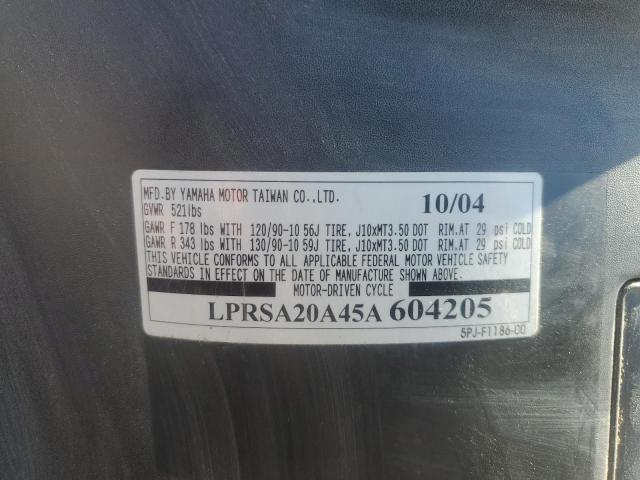 MFD.BY YAMAHA MOTOR TAIWAN CO.,LTD. 10/04
GVWR 521lbs
GAWR F 178 lbs WITH 120/90-10 56J TIRE, J10xMT3.50 DOT RIM.AT 29 psi COLD
GAWR R 343 lbs WITH 130/90-10 59J TIRE, J10xMT3.50 DOT RIM.AT 29 psi COLD
THIS VEHICLE CONFORMS TO ALL APPLICABLE FEDERAL MOTOR VEHICLE SAFETY
STANDARDS IN EFFECT ON THE DATE OF MANUFACTURE SHOWN ABOVE.
MOTOR-DRIVEN CYCLE
LPRSA20A45A604205
5PJ-F1186-00